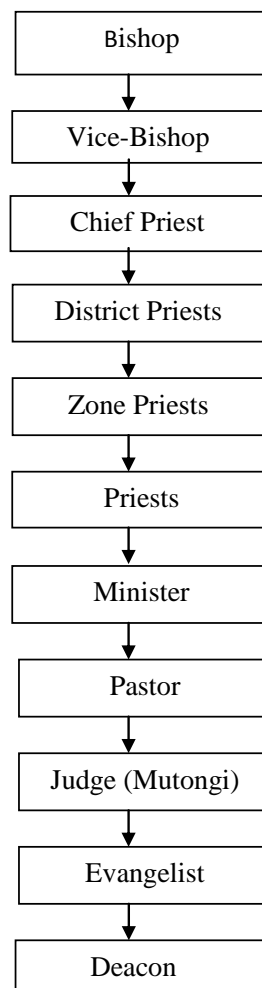 Bishop
Vice-Bishop
Chief Priest
District Priests
Zone Priests
Priests
Minister
Pastor
Judge (Mutongi)
Evangelist
Deacon